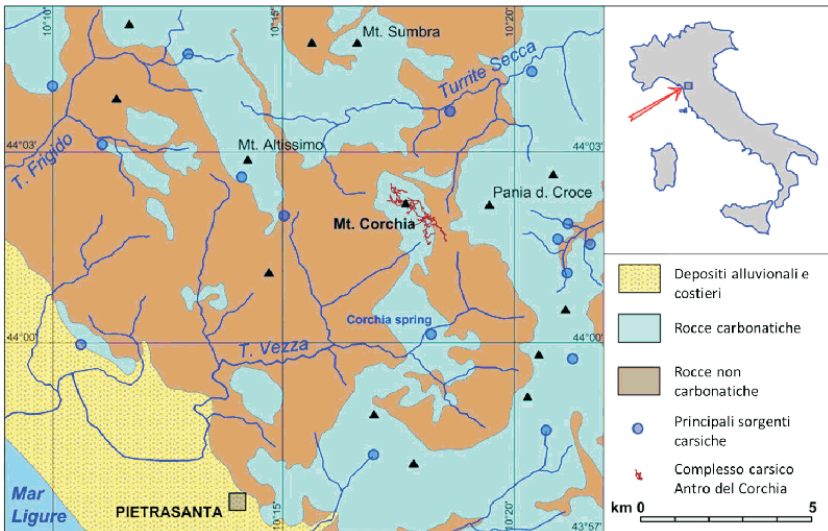 10°10'
10°15'
10°20'
Mt. Sumbra
Turrite Secca
44°03'
44°03'
T. Frigido
Mt. Altissimo
Pania d. Croce
Mt. Corchia
Corchia spring
44°00'
44°00'
T. Vezza
Mar
Ligure
PIETRASANTA
10°15'
10°20'
43°57'
Depositi alluvionali e
costieri
Rocce carbonatiche
Rocce non
carbonatiche
Principali sorgenti
carsiche
Complesso carsico
Antro del Corchia
km 0 5